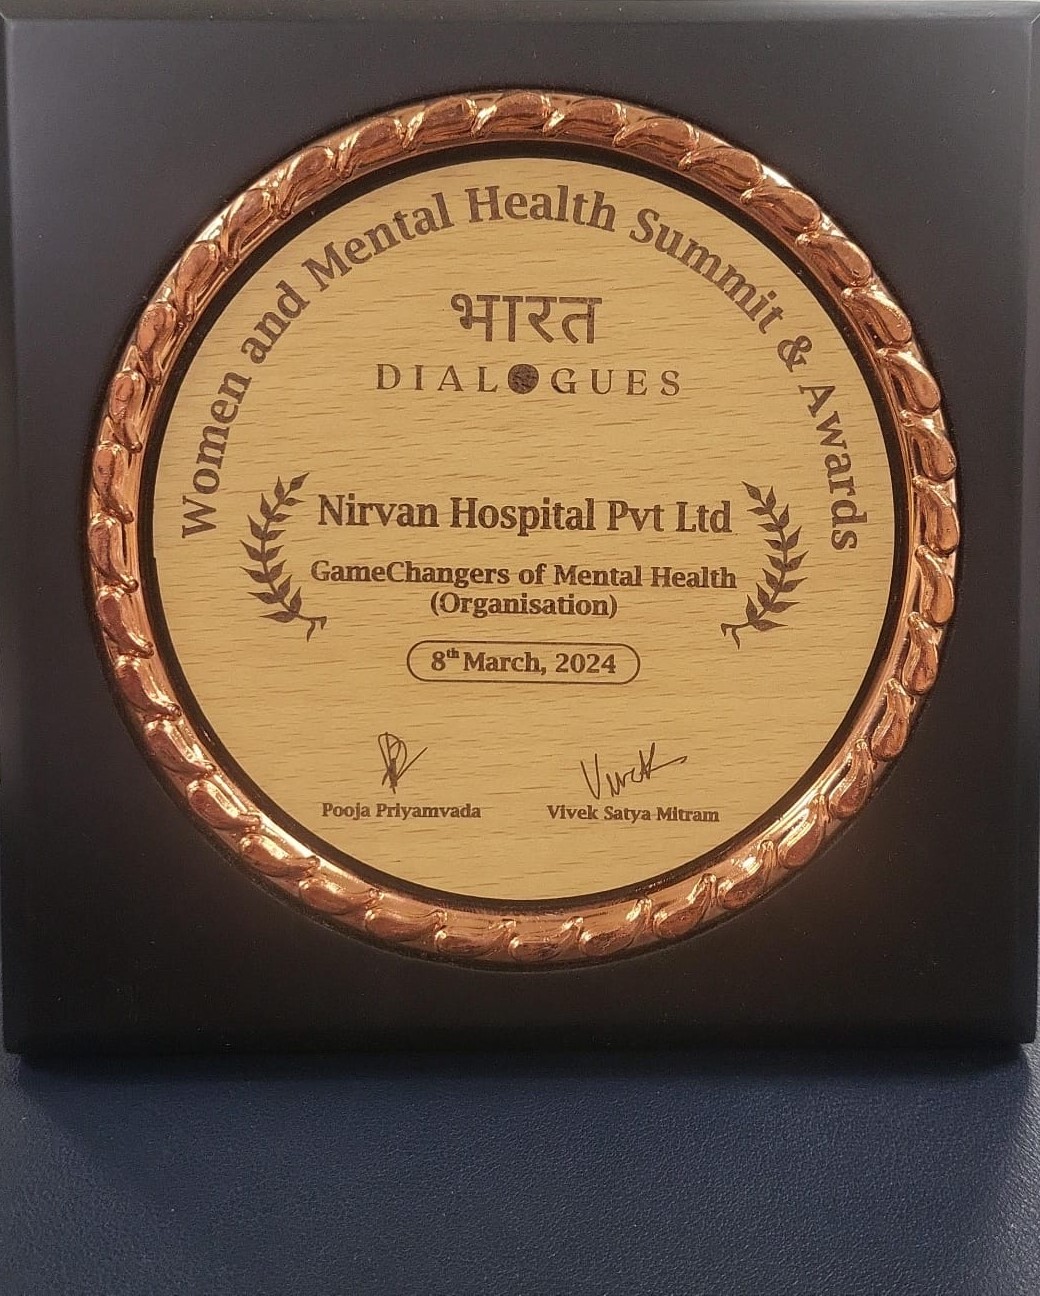 Women and Mental Health Summit & Awards
भारत
DIALOGUES
Nirvan Hospital Pvt Ltd
GameChangers of Mental Health
(Organisation)
8th March, 2024
Vivek
Pooja Priyamvada
Vivek Satya Mitram